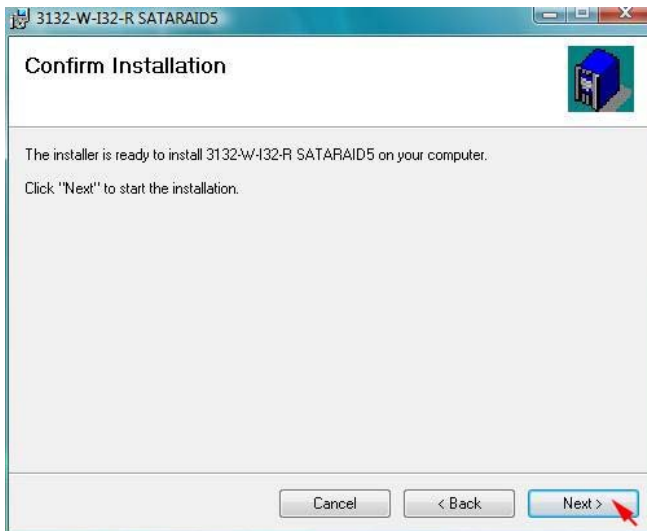 3132-W-I32-R SATARAID5
Confirm Installation
The installer is ready to install 3132-W-I32-R SATARAID5 on your computer.
Click "Next" to start the installation.
Cancel
< Back
Next >